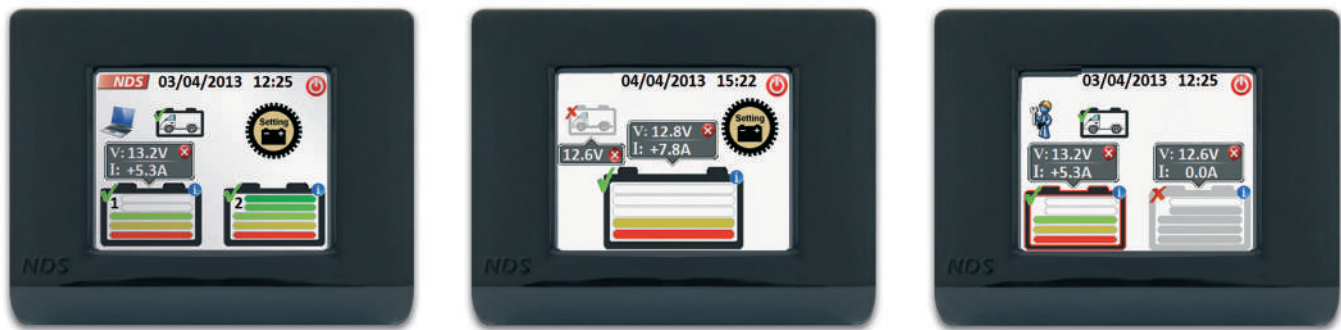 NDS 03/04/2013 12:25
Setting
V: 13.2V
I: +5.3A
1
2
i
i
NDS
04/04/2013 15:22
Setting
V: 12.8V
I: +7.8A
12.6V
i
NDS
03/04/2013 12:25
V: 13.2V
I: +5.3A
V: 12.6V
I: 0.0A
i
i
NDS